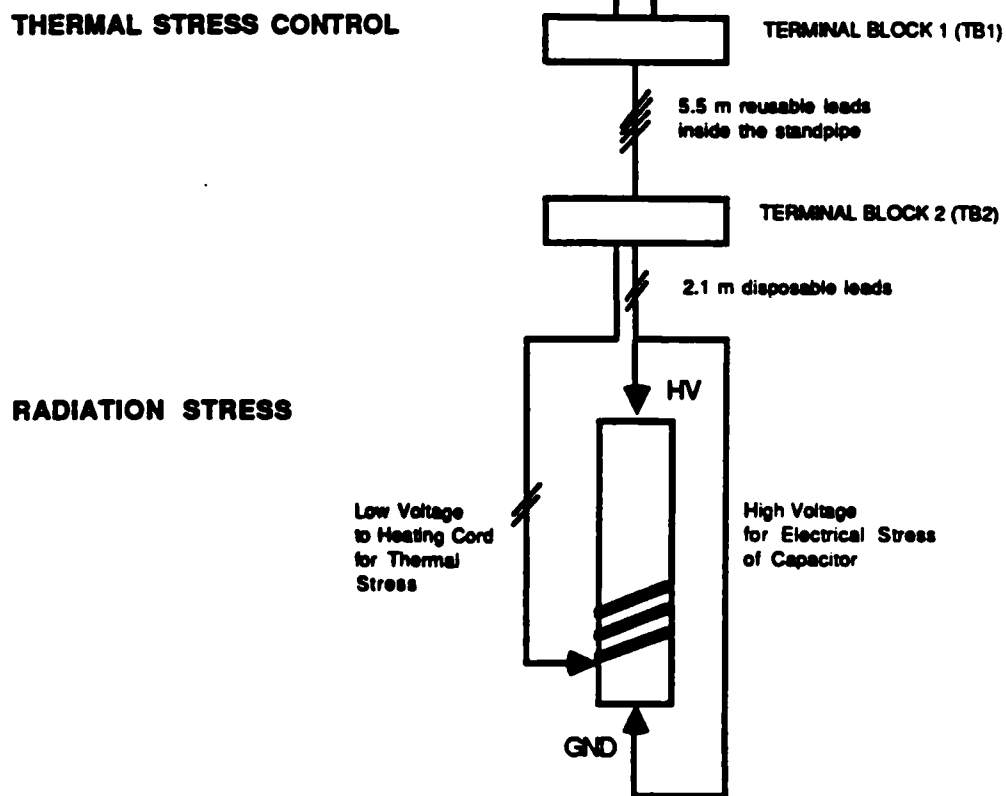 THERMAL STRESS CONTROL
TERMINAL BLOCK 1 (TB1)
5.5 m reusable leads
inside the standpipe
TERMINAL BLOCK 2 (TB2)
2.1 m disposable leads
HV
RADIATION STRESS
Low Voltage
to Heating Cord
for Thermal
Stress
High Voltage
for Electrical Stress
of Capacitor
GND